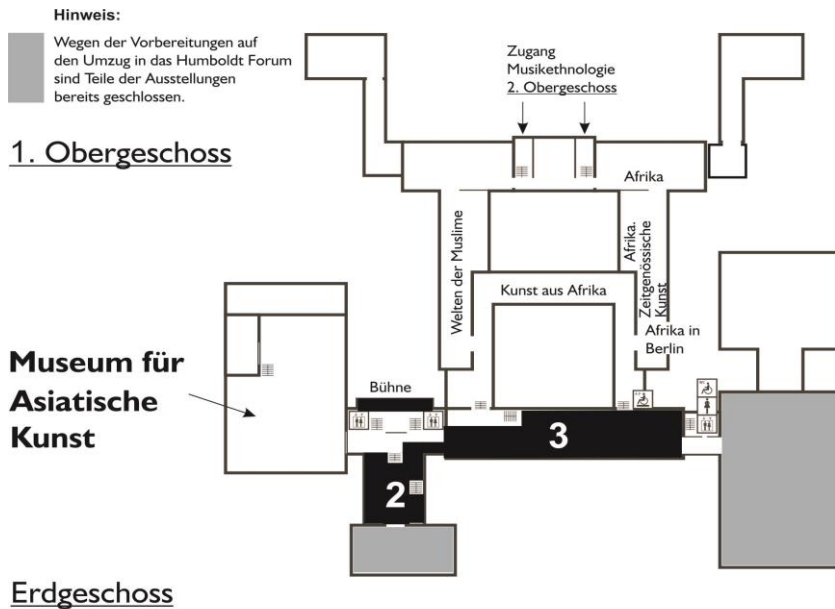 Hinweis:
Wegen der Vorbereitungen auf
den Umzug in das Humboldt Forum
sind Teile der Ausstellungen
bereits geschlossen.
1. Obergeschoss
Zugang
Musikethnologie
2. Obergeschoss
Afrika
Welten der Muslime
Afrika.
Zeitgenössische
Kunst
Kunst aus Afrika
Afrika in
Berlin
Museum für
Asiatische
Kunst
Bühne
3
2
Erdgeschoss